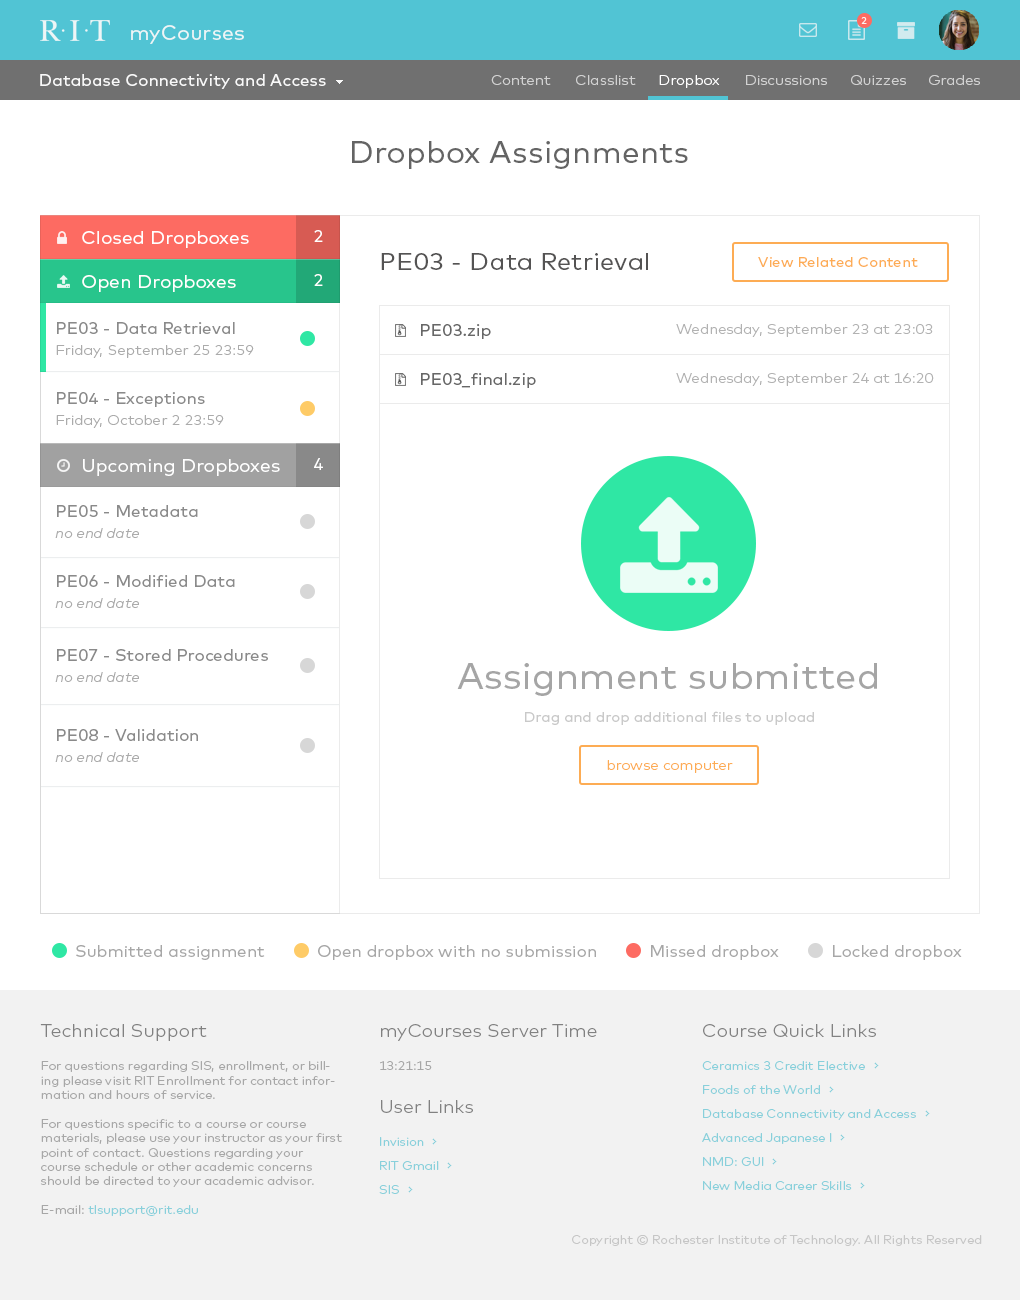 R·I·T myCourses
2
Database Connectivity and Access
Content Classlist Dropbox Discussions Quizzes Grades
Dropbox Assignments
Closed Dropboxes 2
Open Dropboxes 2
PE03 - Data Retrieval
Friday, September 25 23:59
PE04 - Exceptions
Friday, October 2 23:59
Upcoming Dropboxes 4
PE05 - Metadata
no end date
PE06 - Modified Data
no end date
PE07 - Stored Procedures
no end date
PE08 - Validation
no end date
PE03 - Data Retrieval
View Related Content
PE03.zip Wednesday, September 23 at 23:03
PE03_final.zip Wednesday, September 24 at 16:20
Assignment submitted
Drag and drop additional files to upload
browse computer
Submitted assignment Open dropbox with no submission Missed dropbox Locked dropbox
Technical Support
For questions regarding SIS, enrollment, or bill-
ing please visit RIT Enrollment for contact infor-
mation and hours of service.
For questions specific to a course or course
materials, please use your instructor as your first
point of contact. Questions regarding your
course schedule or other academic concerns
should be directed to your academic advisor.
E-mail: tlsupport@rit.edu
myCourses Server Time
13:21:15
User Links
Invision >
RIT Gmail >
SIS >
Course Quick Links
Ceramics 3 Credit Elective >
Foods of the World >
Database Connectivity and Access >
Advanced Japanese I >
NMD: GUI >
New Media Career Skills >
Copyright © Rochester Institute of Technology. All Rights Reserved